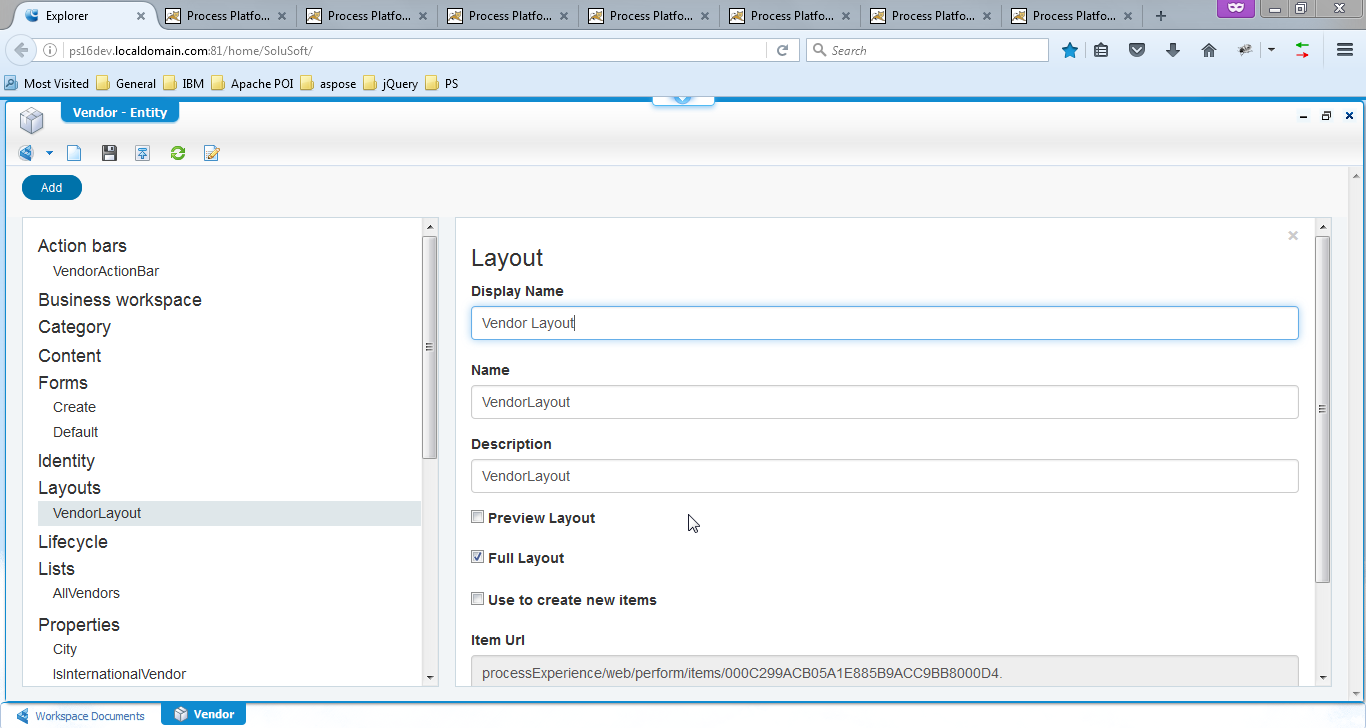 Explorer
Process Platfo...
Process Platfo...
Process Platfo...
Process Platfo...
Process Platfo...
Process Platfo...
Process Platfo...
ps16dev.localdomain.com:81/home/SoluSoft/
Search
Most Visited General IBM Apache POI aspose jQuery PS
Vendor - Entity
Add
Action bars
VendorActionBar
Business workspace
Category
Content
Forms
Create
Default
Identity
Layouts
VendorLayout
Lifecycle
Lists
AllVendors
Properties
City
IsInternationalVendor
Layout
Display Name
Vendor Layout
Name
VendorLayout
Description
VendorLayout
Preview Layout
Full Layout
Use to create new items
Item Url
processExperience/web/perform/items/000C299ACB05A1E885B9ACC9BB8000D4.
Workspace Documents
Vendor